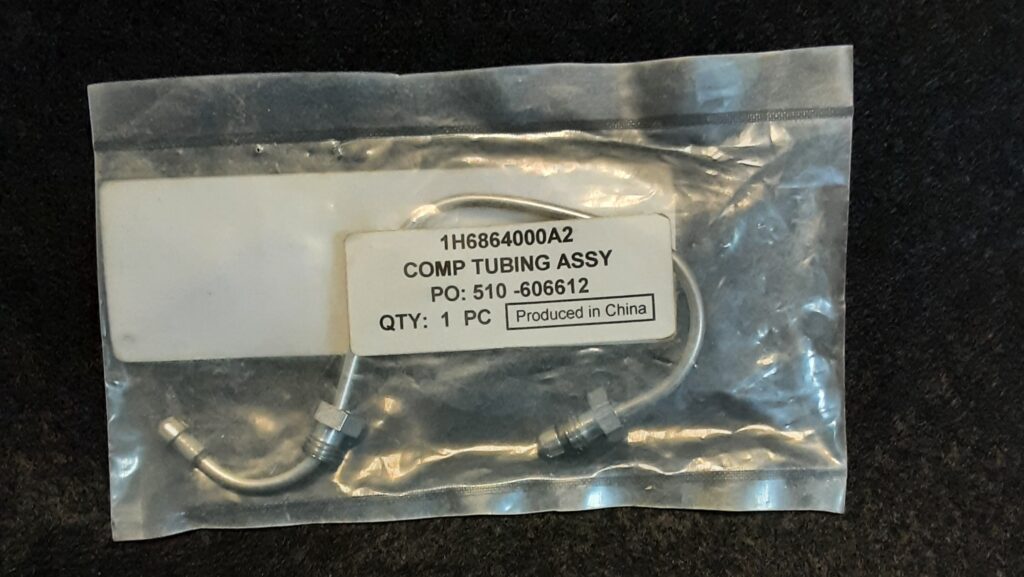 1H6864000A2
COMP TUBING ASSY
PO: 510 -606612
QTY: 1 PC Produced in China